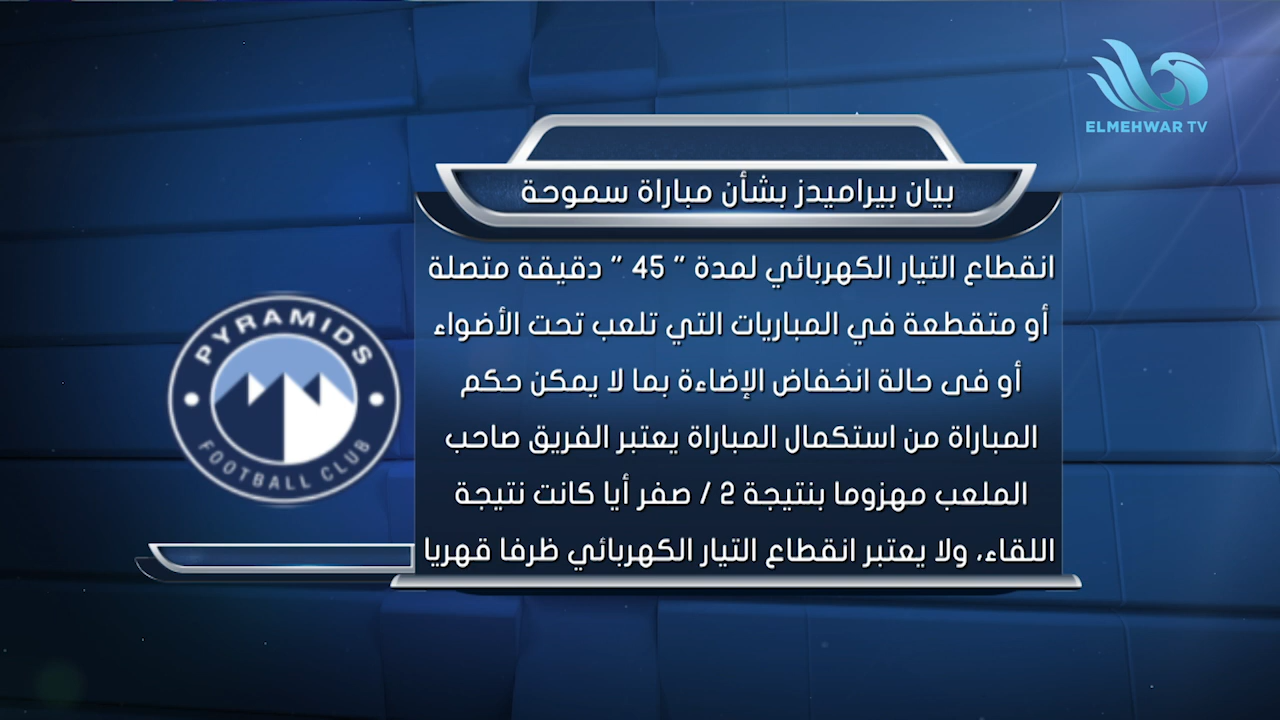 ELMEHWAR TV
بيان بيراميدز بشأن مباراة سموحة
انقطاع التيار الكهربائي لمدة " 45 " دقيقة متصلة
أو متقطعة في المباريات التي تلعب تحت الأضواء
أو فى حالة انخفاض الإضاءة بما لا يمكن حكم
المباراة من استكمال المباراة يعتبر الفريق صاحب
الملعب مهزوما بنتيجة 2 / صفر أيا كانت نتيجة
اللقاء، ولا يعتبر انقطاع التيار الكهربائي ظرفا قهريا
PYRAMIDS
FOOTBALL CLUB